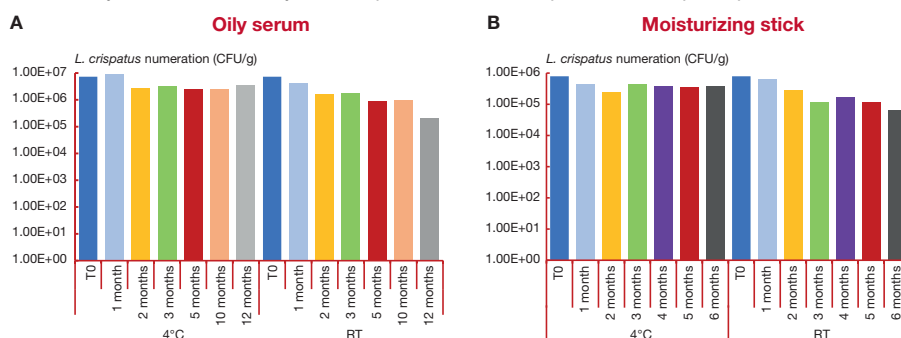 A
Oily serum
L. crispatus numeration (CFU/g)
1.00E+07
1.00E+06
1.00E+05
1.00E+04
1.00E+03
1.00E+02
1.00E+01
1.00E+00
T0
1 month
2 months
3 months
5 months
10 months
12 months
T0
1 month
2 months
3 months
5 months
10 months
12 months
4°C
RT
B
Moisturizing stick
L. crispatus numeration (CFU/g)
1.00E+06
1.00E+05
1.00E+04
1.00E+03
1.00E+02
1.00E+01
1.00E+00
T0
1 month
2 months
3 months
4 months
5 months
6 months
T0
1 month
2 months
3 months
4 months
5 months
6 months
4°C
RT